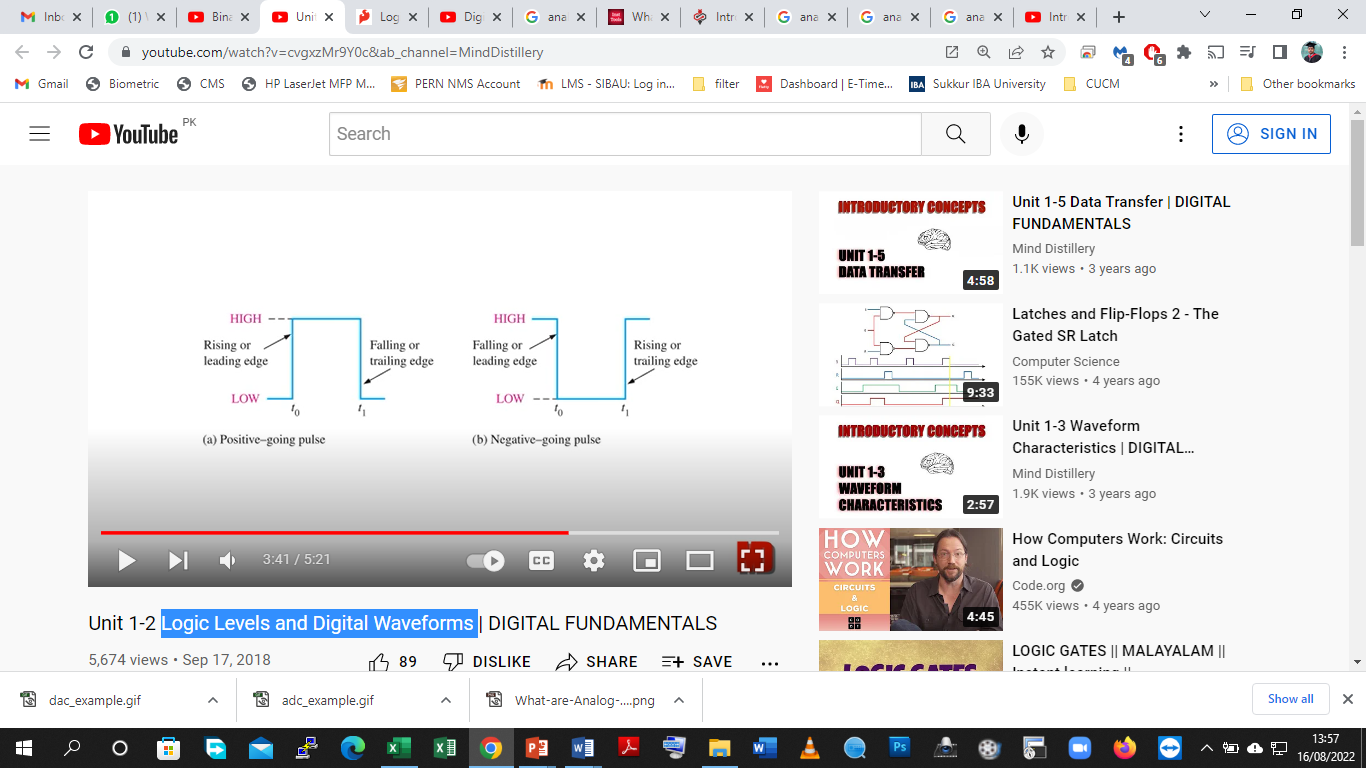 Inbo
(1) V
Bina
Unit
Log
Digi
ana
Wha
Intr
ana
ana
ana
Intr
youtube.com/watch?v=cvgxzMr9Y0c&ab_channel=MindDistillery
4
6
Gmail
Biometric
CMS
HP LaserJet MFP M...
PERN NMS Account
LMS - SIBAU: Log in...
filter
Dashboard | E-Time...
IBA
Sukkur IBA University
CUCM
»
Other bookmarks
YouTube PK
Search
SIGN IN
HIGH
Rising or
leading edge
Falling or
trailing edge
LOW
t0
t1
(a) Positive–going pulse
HIGH
Falling or
leading edge
Rising or
trailing edge
LOW
t0
t1
(b) Negative–going pulse
3:41 / 5:21
CC
Unit 1-2 Logic Levels and Digital Waveforms | DIGITAL FUNDAMENTALS
5,674 views • Sep 17, 2018
89
DISLIKE
SHARE
SAVE
INTRODUCTORY CONCEPTS
UNIT 1-5
DATA TRANSFER
4:58
Unit 1-5 Data Transfer | DIGITAL
FUNDAMENTALS
Mind Distillery
1.1K views • 3 years ago
9:33
Latches and Flip-Flops 2 - The
Gated SR Latch
Computer Science
155K views • 4 years ago
INTRODUCTORY CONCEPTS
UNIT 1-3
WAVEFORM
CHARACTERISTICS
2:57
Unit 1-3 Waveform
Characteristics | DIGITAL...
Mind Distillery
1.9K views • 3 years ago
HOW
COMPUTERS
WORK
CIRCUITS
&
LOGIC
4:45
How Computers Work: Circuits
and Logic
Code.org
455K views • 4 years ago
LOGIC GATES
LOGIC GATES || MALAYALAM ||
Instant learning ||
dac_example.gif
adc_example.gif
What-are-Analog-....png
Show all
13:57
16/08/2022